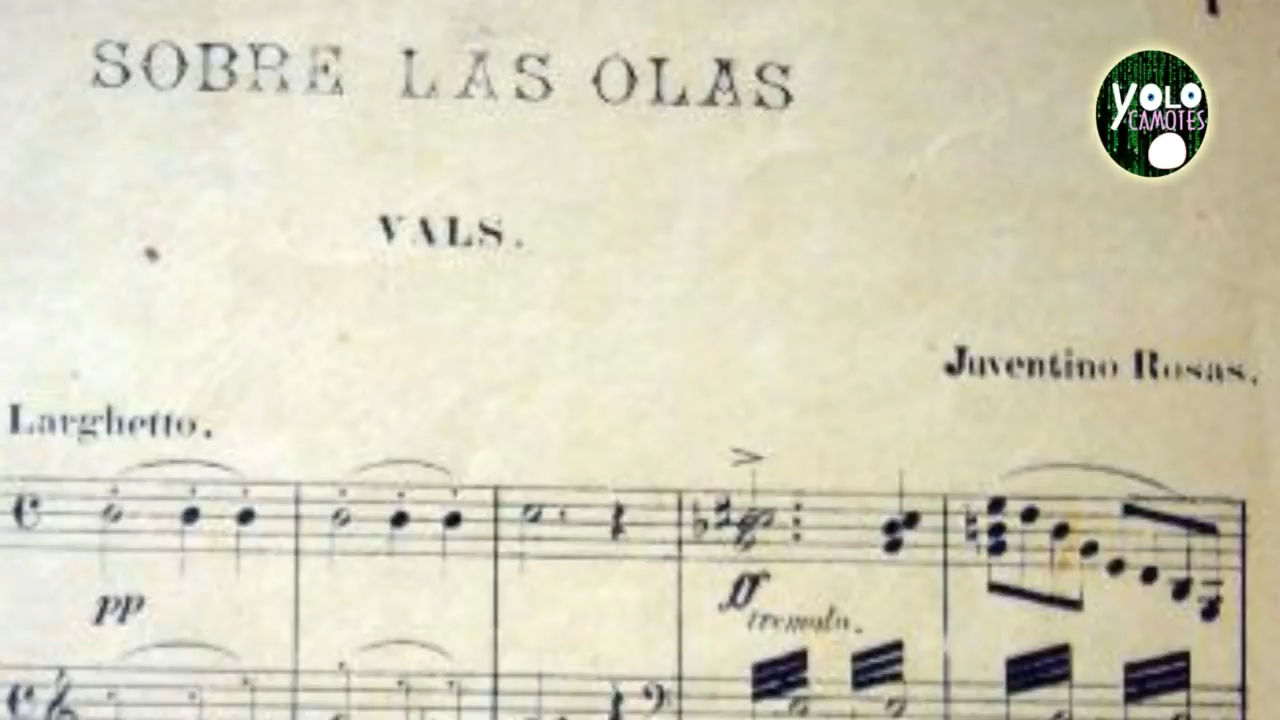 SOBRE LAS OLAS
YOLO
CAMOTES
VALS.
Juventino Rosas.
Larghetto.
pp
ff
tremolo.